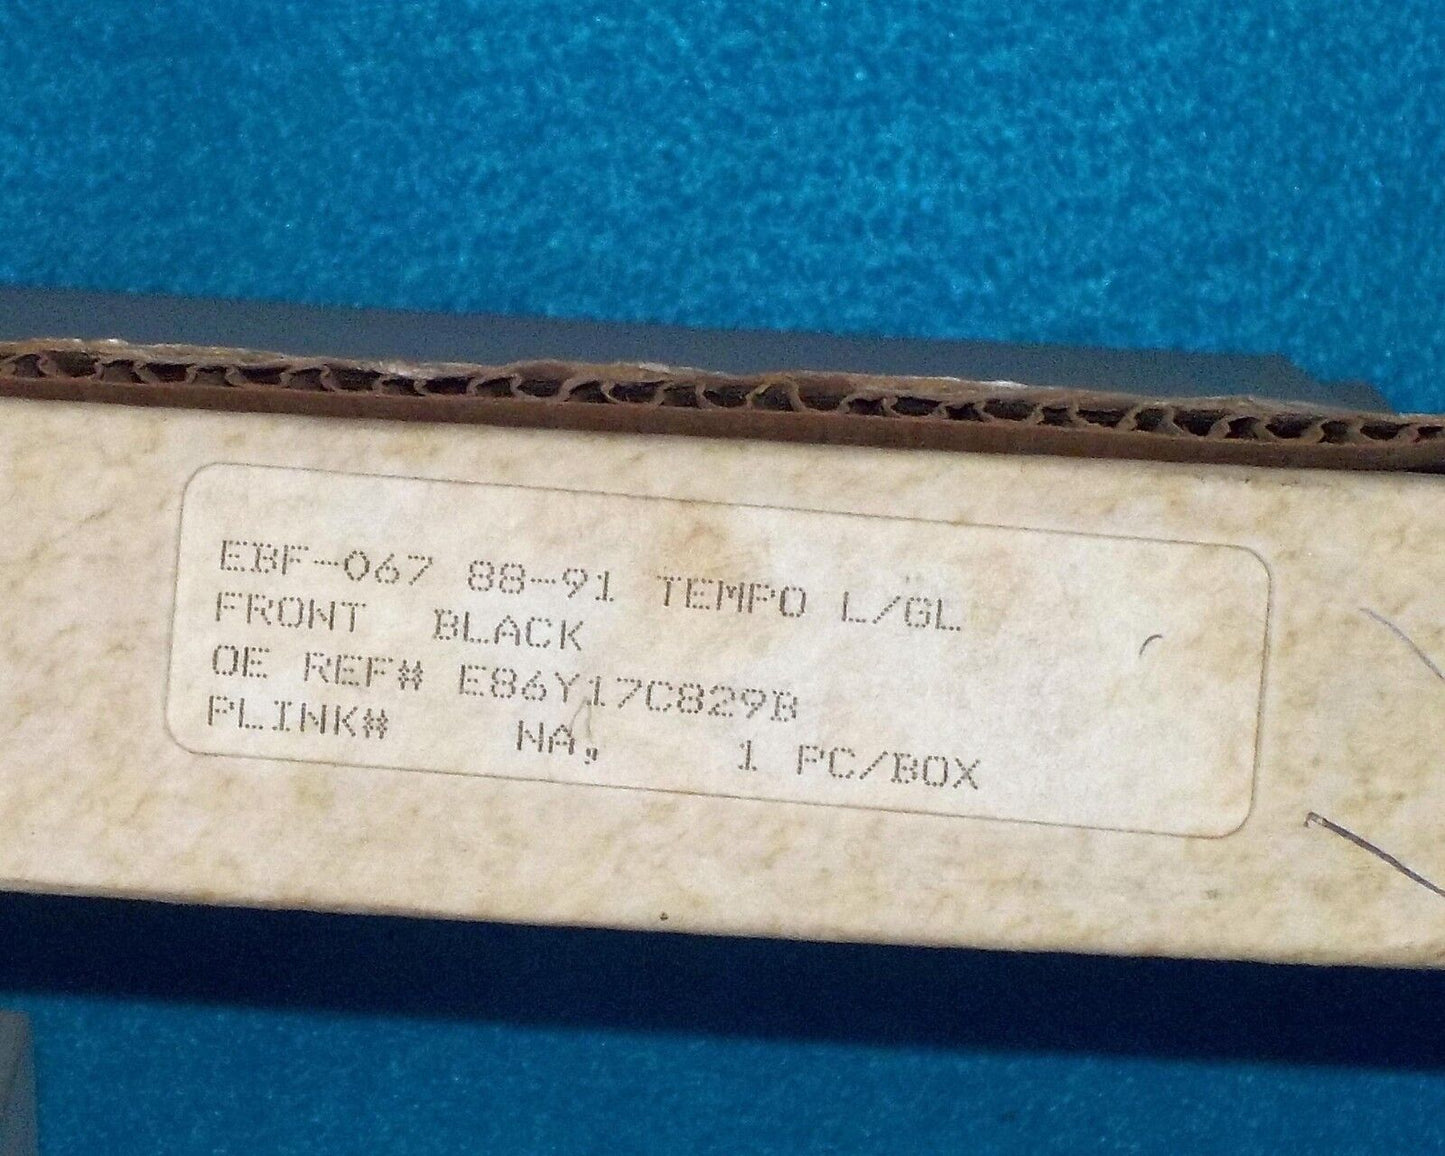 EBF-067 88-91 TEMPO L/GL
FRONT BLACK
OE REF# E86Y17C829B
PLINK# NA, 1 PC/BOX